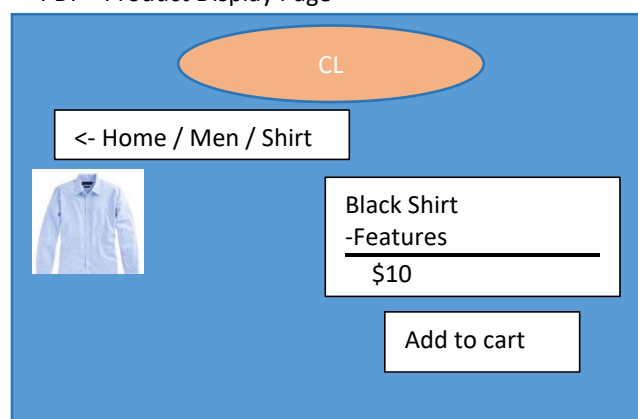 PDP – Product Display Page
CL
<- Home / Men / Shirt
Black Shirt
-Features
$10
Add to cart